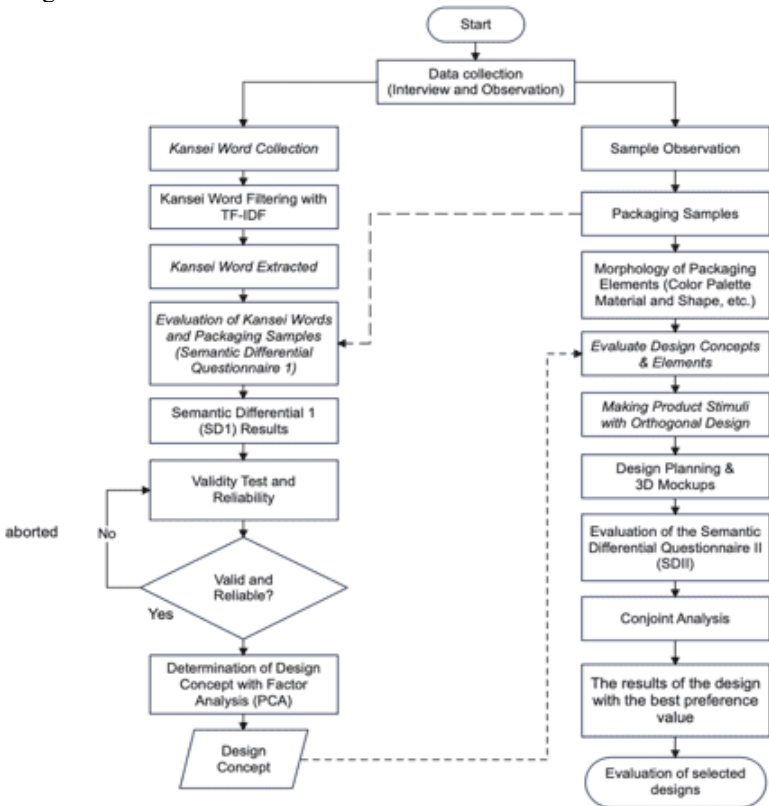 Start
Data collection
(Interview and Observation)
Kansei Word Collection
Kansei Word Filtering with
TF-IDF
Kansei Word Extracted
Evaluation of Kansei Words
and Packaging Samples
(Semantic Differential
Questionnaire 1)
Semantic Differential 1
(SD1) Results
Validity Test and
Reliability
aborted
No
Valid and
Reliable?
Yes
Determination of Design
Concept with Factor
Analysis (PCA)
Design
Concept
Sample Observation
Packaging Samples
Morphology of Packaging
Elements (Color Palette
Material and Shape, etc.)
Evaluate Design Concepts
& Elements
Making Product Stimuli
with Orthogonal Design
Design Planning &
3D Mockups
Evaluation of the Semantic
Differential Questionnaire II
(SDII)
Conjoint Analysis
The results of the design
with the best preference
value
Evaluation of selected
designs